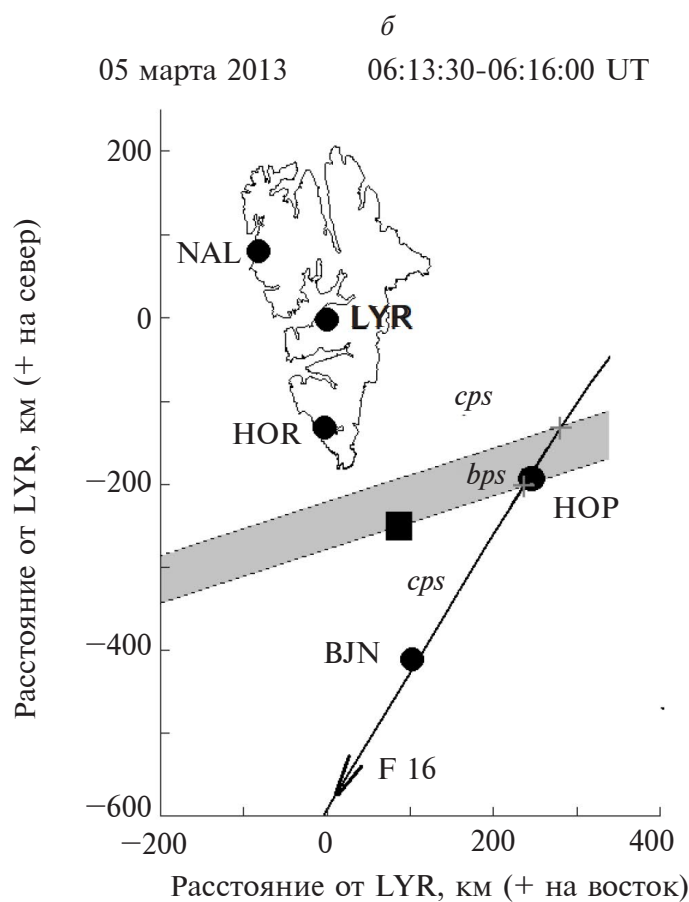 б
05 марта 2013 06:13:30-06:16:00 UT
Расстояние от LYR, км (+ на север)
200
NAL
0
LYR
cps
HOR
−200
bps
HOP
cps
−400
BJN
F 16
−600
−200 0 200 400
Расстояние от LYR, км (+ на восток)